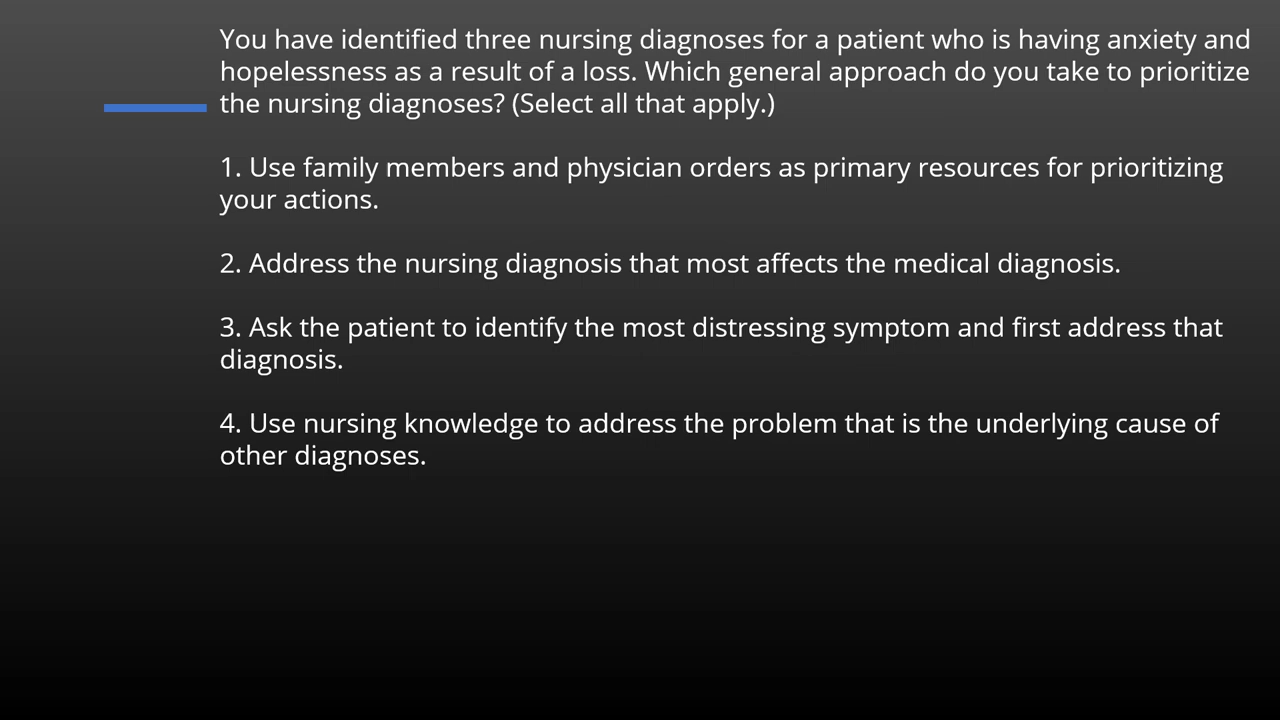 You have identified three nursing diagnoses for a patient who is having anxiety and
hopelessness as a result of a loss. Which general approach do you take to prioritize
the nursing diagnoses? (Select all that apply.)
1. Use family members and physician orders as primary resources for prioritizing
your actions.
2. Address the nursing diagnosis that most affects the medical diagnosis.
3. Ask the patient to identify the most distressing symptom and first address that
diagnosis.
4. Use nursing knowledge to address the problem that is the underlying cause of
other diagnoses.